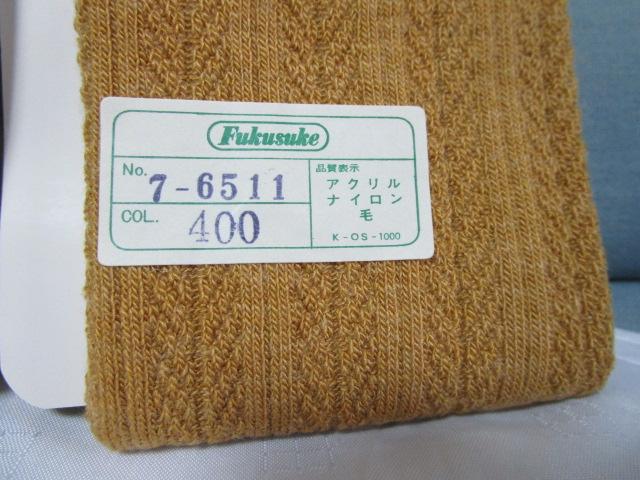 Fukusuke
No. 7-6511
COL. 400
品質表示
アクリル
ナイロン
毛
K-OS-1000